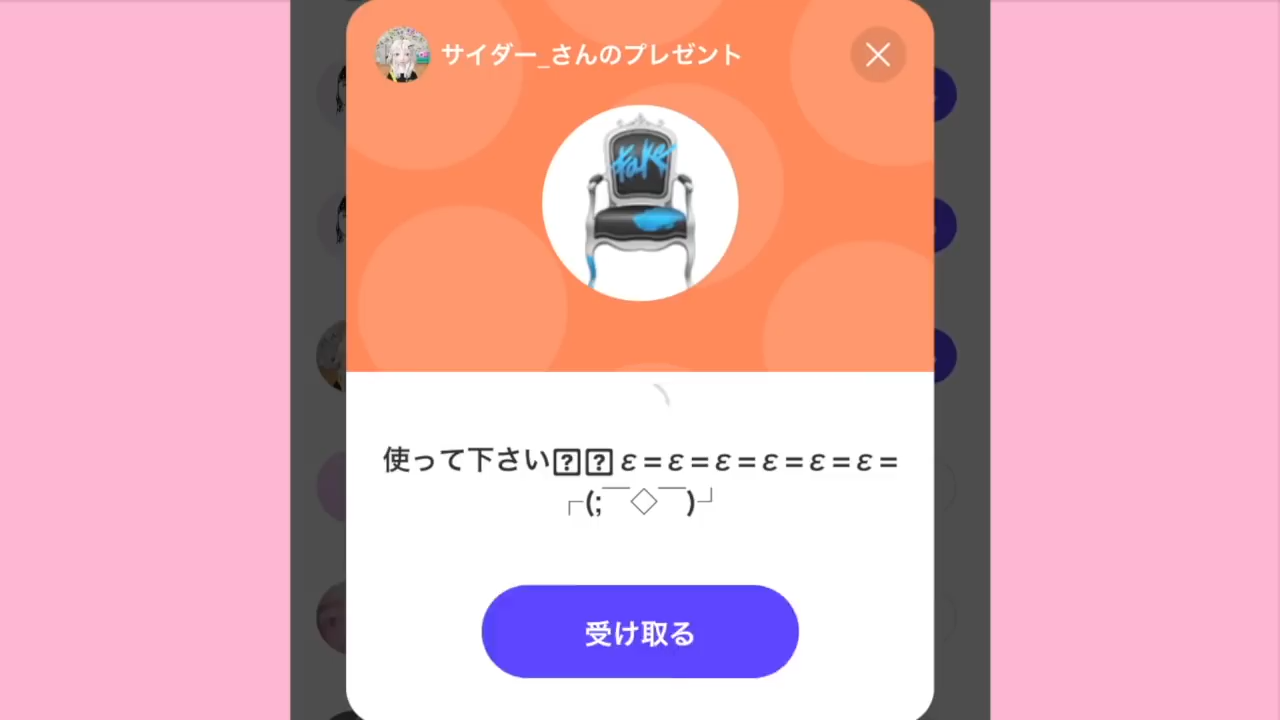 サイダー_さんのプレゼント
fake
使って下さい??ε=ε=ε=ε=ε=ε=
┌(;￣◇￣)┘
受け取る